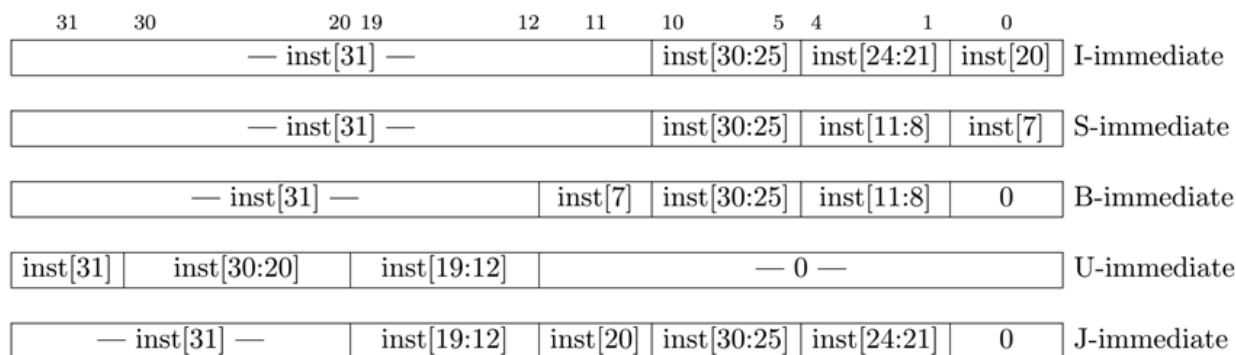 31 30 20 19 12 11 10 5 4 1 0
— inst[31] — inst[30:25] inst[24:21] inst[20] I-immediate
— inst[31] — inst[30:25] inst[11:8] inst[7] S-immediate
— inst[31] — inst[7] inst[30:25] inst[11:8] 0 B-immediate
inst[31] inst[30:20] inst[19:12] — 0 — U-immediate
— inst[31] — inst[19:12] inst[20] inst[30:25] inst[24:21] 0 J-immediate